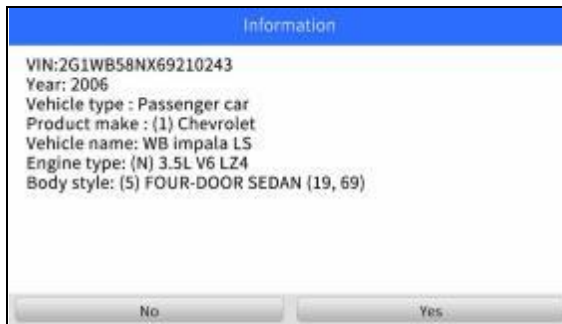 Information
VIN:2G1WB58NX69210243
Year: 2006
Vehicle type : Passenger car
Product make : (1) Chevrolet
Vehicle name: WB impala LS
Engine type: (N) 3.5L V6 LZ4
Body style: (5) FOUR-DOOR SEDAN (19, 69)
No
Yes